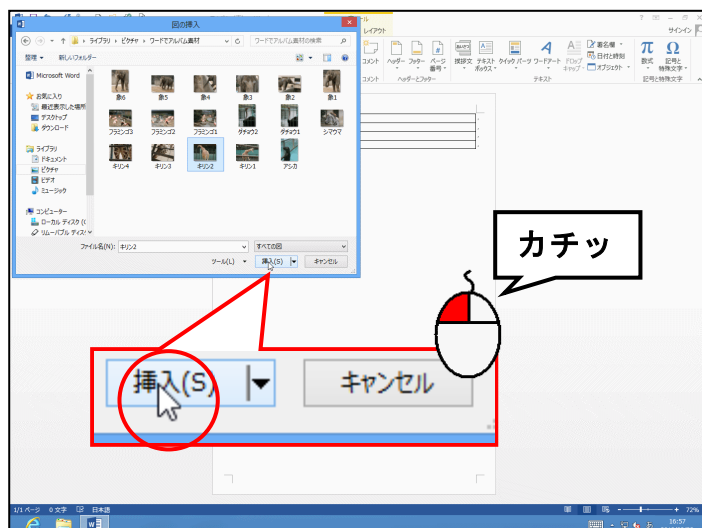 図の挿入
ライブラリ ▸ ピクチャ ▸ ワードでアルバム素材
ワードでアルバム素材の検索
整理 新しいフォルダー
Microsoft Word
お気に入り
最近表示した場所
デスクトップ
ダウンロード
ライブラリ
ドキュメント
ピクチャ
ビデオ
ミュージック
コンピューター
ローカル ディスク (C
リムーバブル ディス
象6 象5 象4 象3 象2 象1
フラミンゴ3 フラミンゴ2 フラミンゴ1 ダチョウ2 ダチョウ1 シマウマ
キリン4 キリン3 キリン2 キリン1 アシカ
ファイル名(N): キリン2 すべての図
ツール(L) 挿入(S) キャンセル
レイアウト
サインイン
コメント ヘッダー フッター ページ番号 挨拶文 テキストボックス クイック パーツ ワードアート ドロップキャップ
署名欄
日付と時刻
オブジェクト
数式 記号と特殊文字
コメント ヘッダーとフッター テキスト 記号と特殊文字
カチッ
挿入(S) キャンセル
1/1 ページ 0 文字 日本語 72%
16:57